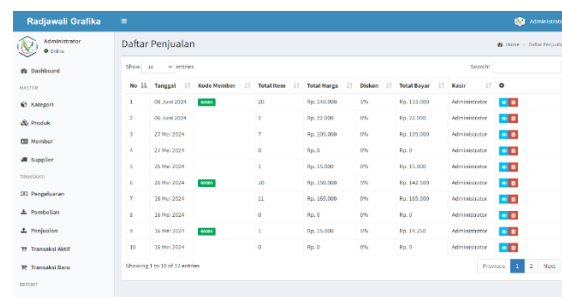 Radjawali Grafika
Administrator
Administrator
Online
Daftar Penjualan
Home
Daftar Penjualan
Dashboard
MASTER
Kategori
Produk
Member
Supplier
TRANSAKSI
Pengeluaran
Pembelian
Penjualan
Transaksi Aktif
Transaksi Baru
REPORT
Show 10 entries
Search:
No Tanggal Kode Member Total Item Total Harga Diskon Total Bayar Kasir
1 08 Juni 2024 20 Rp. 140.000 5% Rp. 133.000 Administrator
2 06 Juni 2024 2 Rp. 22.000 0% Rp. 22.000 Administrator
3 27 Mei 2024 7 Rp. 105.000 0% Rp. 105.000 Administrator
4 27 Mei 2024 0 Rp. 0 0% Rp. 0 Administrator
5 26 Mei 2024 1 Rp. 15.000 0% Rp. 15.000 Administrator
6 26 Mei 2024 10 Rp. 150.000 5% Rp. 142.500 Administrator
7 16 Mei 2024 11 Rp. 165.000 0% Rp. 165.000 Administrator
8 16 Mei 2024 0 Rp. 0 0% Rp. 0 Administrator
9 16 Mei 2024 1 Rp. 15.000 5% Rp. 14.250 Administrator
10 16 Mei 2024 0 Rp. 0 0% Rp. 0 Administrator
Showing 1 to 10 of 12 entries
Previous 1 2 Next